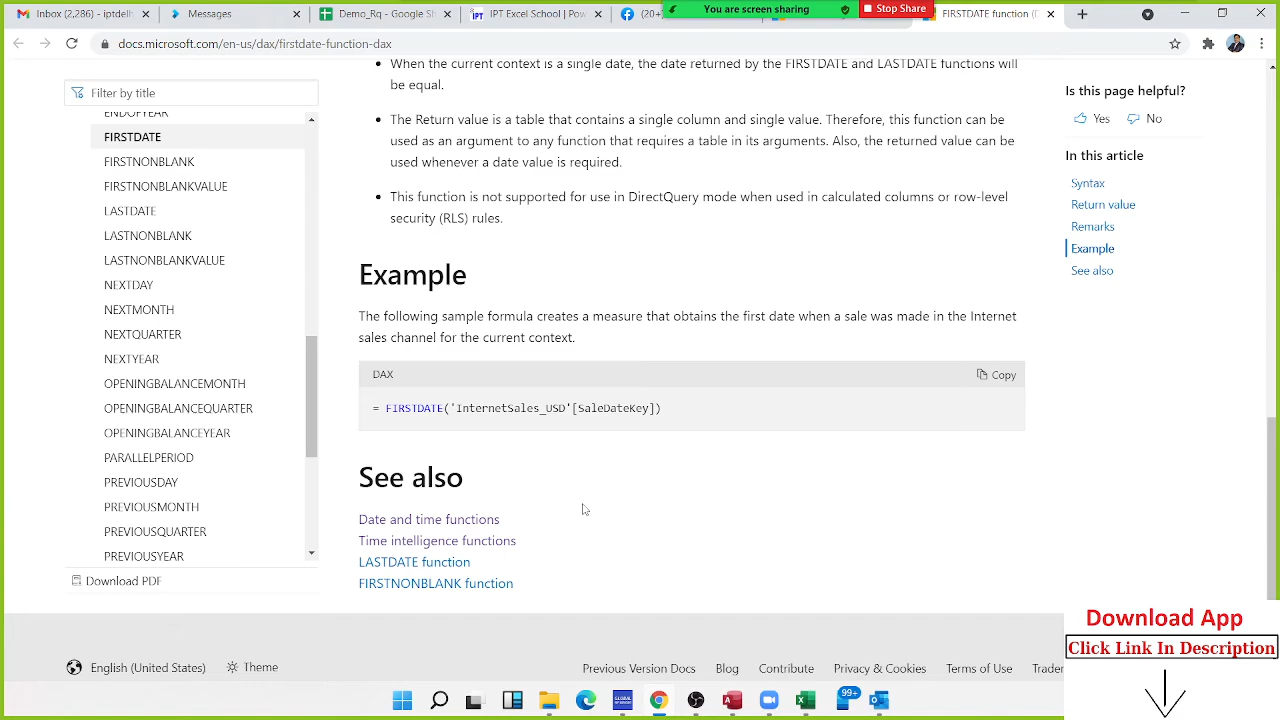 Inbox (2,286) - iptdelh
Messages
Demo_Rq - Google Sh
IPT Excel School | Pow
(20+)
You are screen sharing
Stop Share
FIRSTDATE function (D
docs.microsoft.com/en-us/dax/firstdate-function-dax
Filter by title
ENDOFYEAR
FIRSTDATE
FIRSTNONBLANK
FIRSTNONBLANKVALUE
LASTDATE
LASTNONBLANK
LASTNONBLANKVALUE
NEXTDAY
NEXTMONTH
NEXTQUARTER
NEXTYEAR
OPENINGBALANCEMONTH
OPENINGBALANCEQUARTER
OPENINGBALANCEYEAR
PARALLELPERIOD
PREVIOUSDAY
PREVIOUSMONTH
PREVIOUSQUARTER
PREVIOUSYEAR
Download PDF
When the current context is a single date, the date returned by the FIRSTDATE and LASTDATE functions will
be equal.
The Return value is a table that contains a single column and single value. Therefore, this function can be
used as an argument to any function that requires a table in its arguments. Also, the returned value can be
used whenever a date value is required.
This function is not supported for use in DirectQuery mode when used in calculated columns or row-level
security (RLS) rules.
Example
The following sample formula creates a measure that obtains the first date when a sale was made in the Internet
sales channel for the current context.
DAX
Copy
= FIRSTDATE('InternetSales_USD'[SaleDateKey])
See also
Date and time functions
Time intelligence functions
LASTDATE function
FIRSTNONBLANK function
Is this page helpful?
Yes
No
In this article
Syntax
Return value
Remarks
Example
See also
English (United States)
Theme
Previous Version Docs
Blog
Contribute
Privacy & Cookies
Terms of Use
Trader
Download App
Click Link In Description
99+